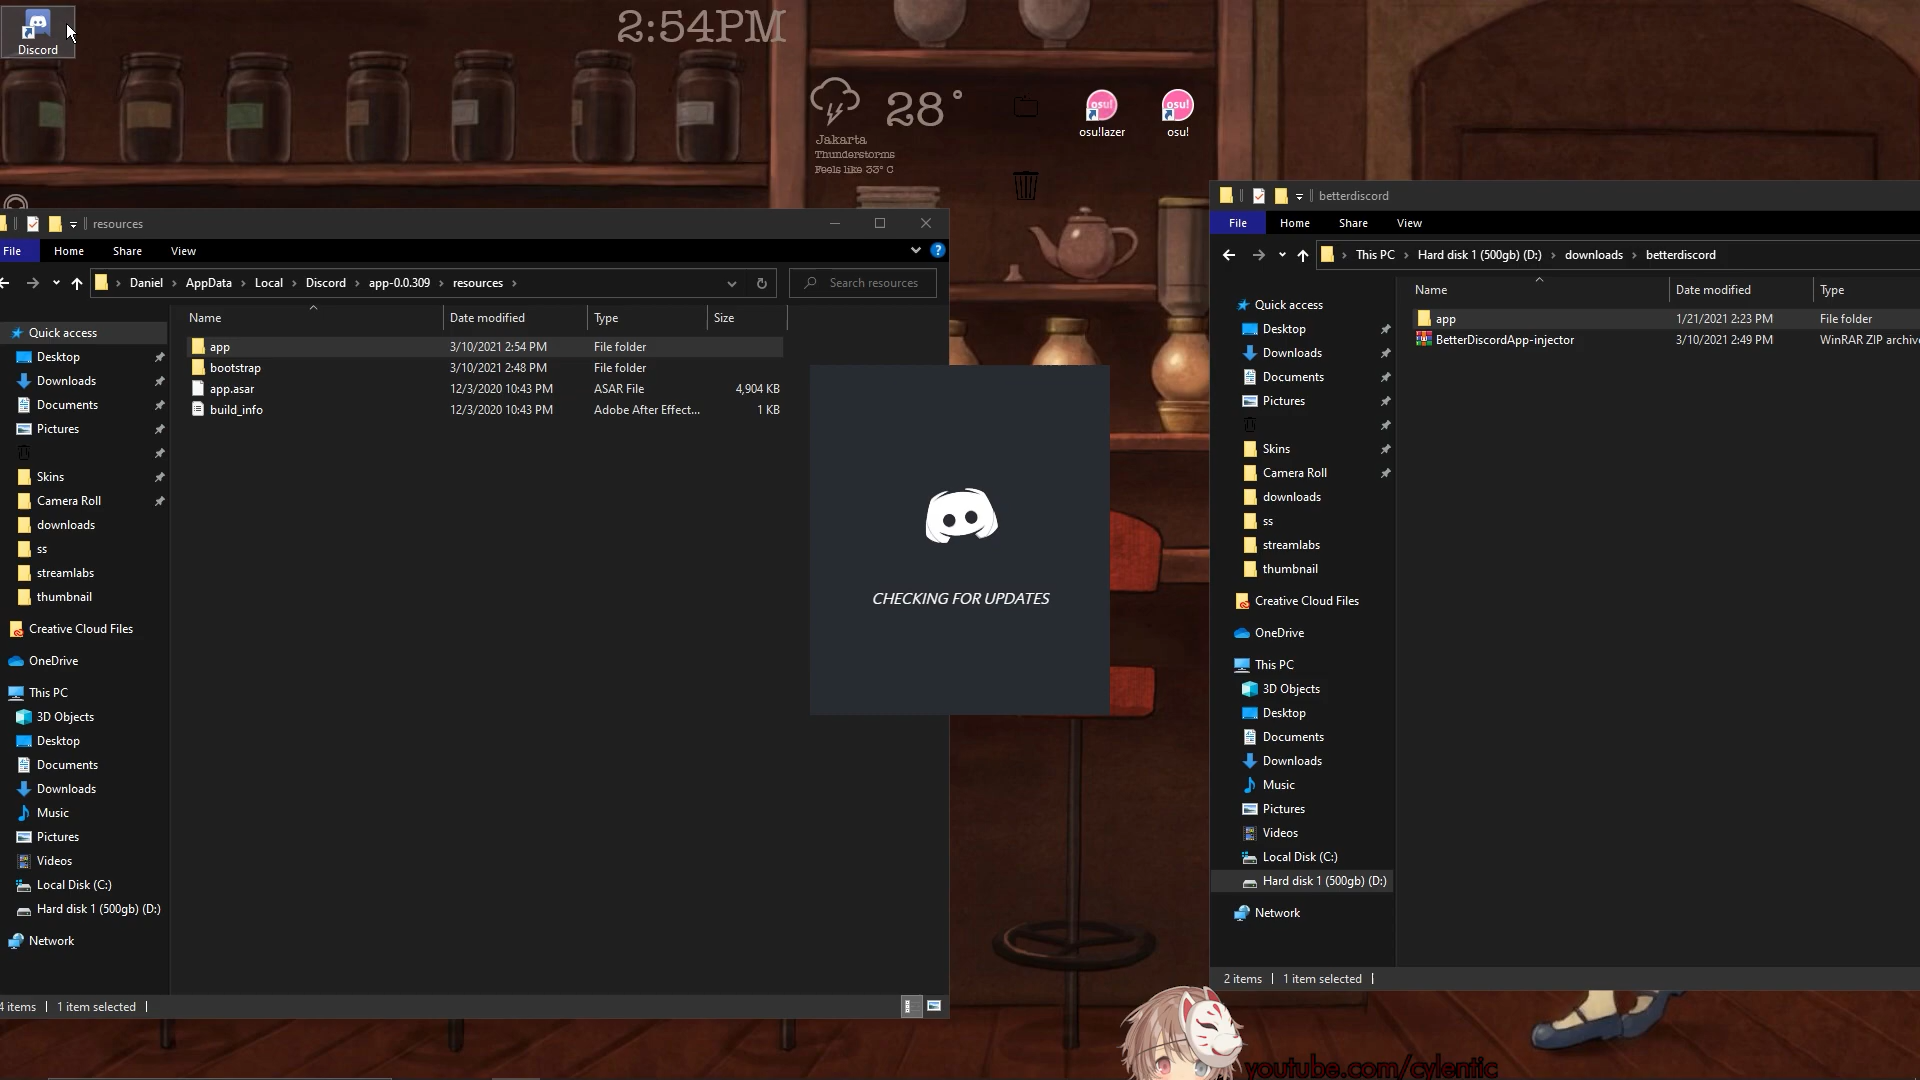 Discord
2:54PM
28°
Jakarta
Thunderstorms
Feels like 33° C
osu!
osu!lazer
osu!
osu!
resources
File
Home
Share
View
?
Daniel
AppData
Local
Discord
app-0.0.309
resources
Search resources
Name
Date modified
Type
Size
app
3/10/2021 2:54 PM
File folder
bootstrap
3/10/2021 2:48 PM
File folder
app.asar
12/3/2020 10:43 PM
ASAR File
4,904 KB
build_info
12/3/2020 10:43 PM
Adobe After Effect...
1 KB
Quick access
Desktop
Downloads
Documents
Pictures
Skins
Camera Roll
downloads
ss
streamlabs
thumbnail
Creative Cloud Files
OneDrive
This PC
3D Objects
Desktop
Documents
Downloads
Music
Pictures
Videos
Local Disk (C:)
Hard disk 1 (500gb) (D:)
Network
4 items
1 item selected
CHECKING FOR UPDATES
betterdiscord
File
Home
Share
View
This PC
Hard disk 1 (500gb) (D:)
downloads
betterdiscord
Name
Date modified
Type
app
1/21/2021 2:23 PM
File folder
BetterDiscordApp-injector
3/10/2021 2:49 PM
WinRAR ZIP archive
Quick access
Desktop
Downloads
Documents
Pictures
Skins
Camera Roll
downloads
ss
streamlabs
thumbnail
Creative Cloud Files
OneDrive
This PC
3D Objects
Desktop
Documents
Downloads
Music
Pictures
Videos
Local Disk (C:)
Hard disk 1 (500gb) (D:)
Network
2 items
1 item selected
youtube.com/cylentic